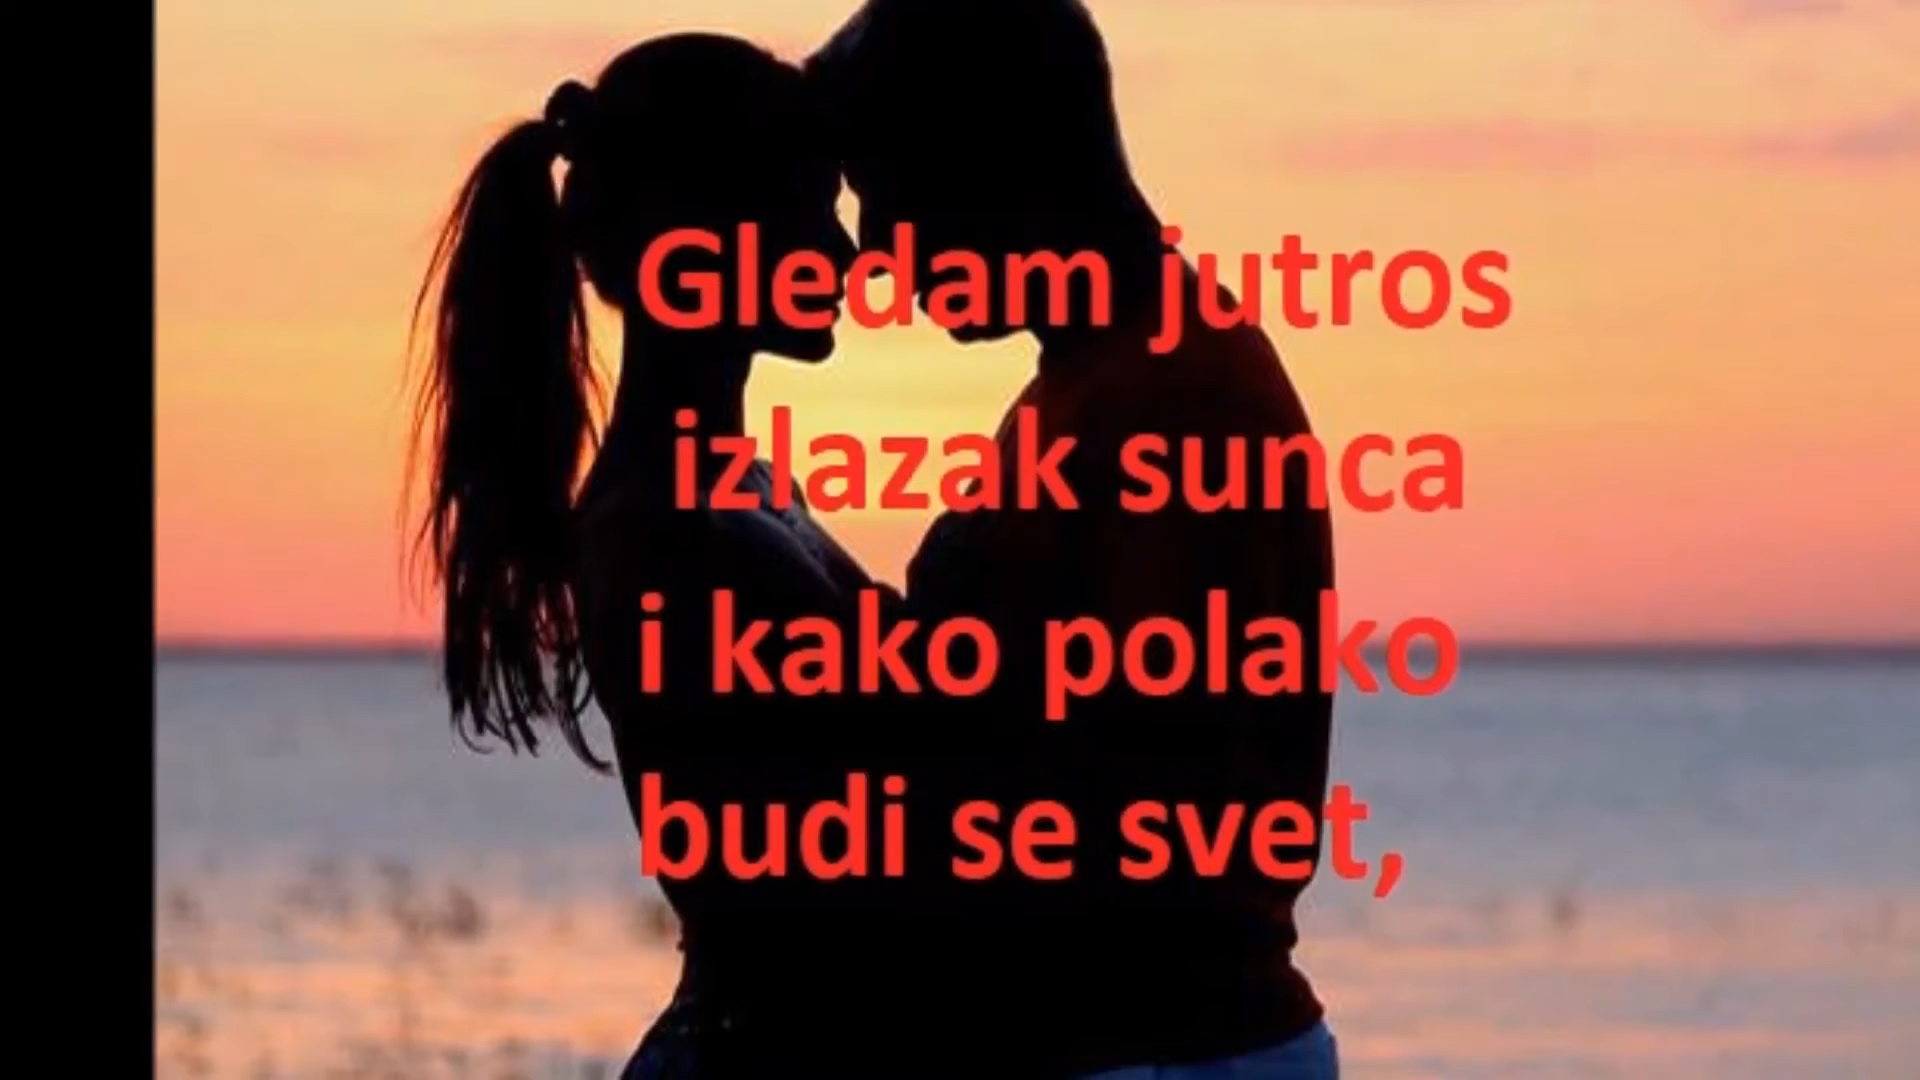 Gledam jutros
izlazak sunca
i kako polako
budi se svet,